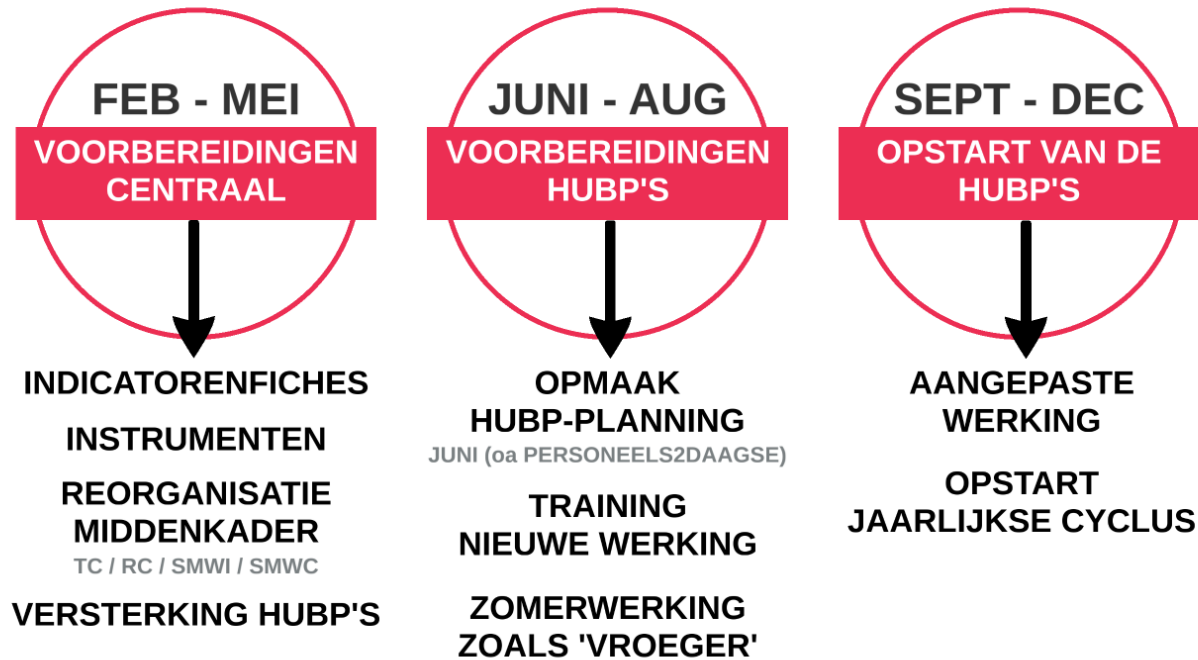 FEB - MEI
VOORBEREIDINGEN
CENTRAAL
INDICATORENFICHES
INSTRUMENTEN
REORGANISATIE
MIDDENKADER
TC / RC / SMWI / SMWC
VERSTERKING HUBP'S
JUNI - AUG
VOORBEREIDINGEN
HUBP'S
OPMAAK
HUBP-PLANNING
JUNI (oa PERSONEELS2DAAGSE)
TRAINING
NIEUWE WERKING
ZOMERWERKING
ZOALS 'VROEGER'
SEPT - DEC
OPSTART VAN DE
HUBP'S
AANGEPASTE
WERKING
OPSTART
JAARLIJKSE CYCLUS